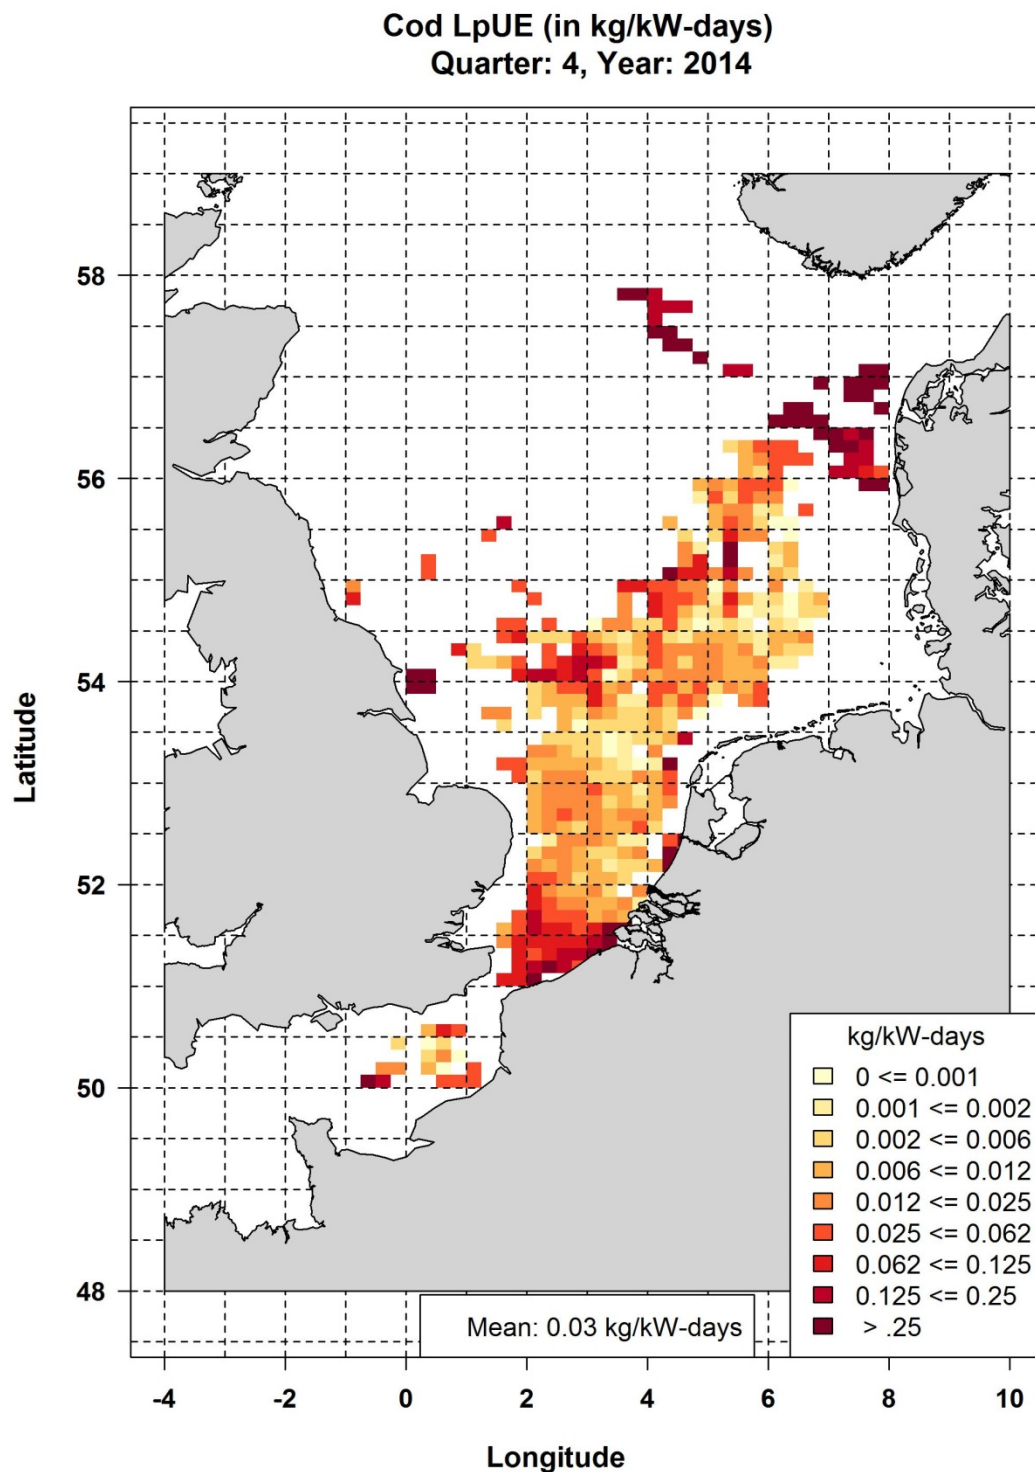 Cod LpUE (in kg/kW-days)
Quarter: 4, Year: 2014
Latitude
58
56
54
52
50
48
kg/kW-days
0 <= 0.001
0.001 <= 0.002
0.002 <= 0.006
0.006 <= 0.012
0.012 <= 0.025
0.025 <= 0.062
0.062 <= 0.125
0.125 <= 0.25
> .25
Mean: 0.03 kg/kW-days
-4 -2 0 2 4 6 8 10
Longitude